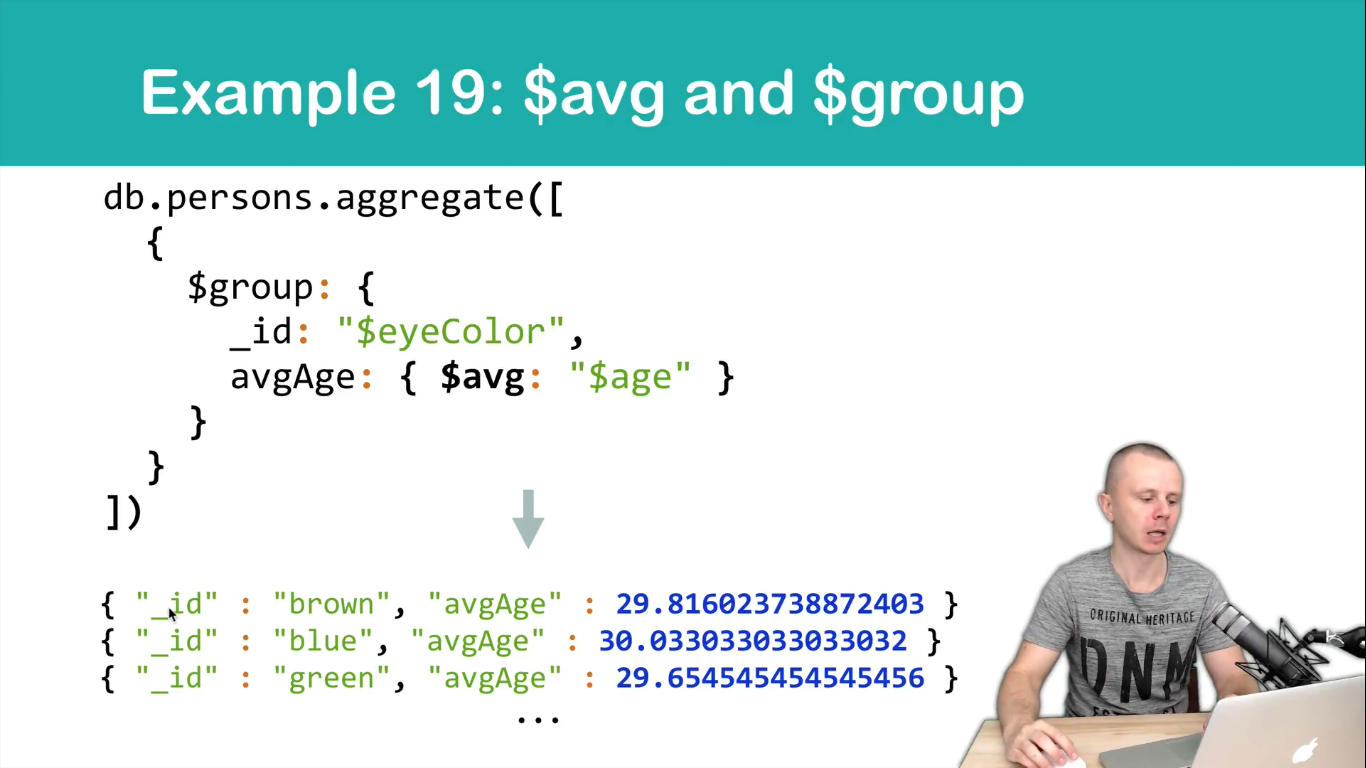 Example 19: $avg and $group
db.persons.aggregate([
{
$group: {
_id: "$eyeColor",
avgAge: { $avg: "$age" }
}
}
])
{ "_id" : "brown", "avgAge" : 29.816023738872403 }
{ "_id" : "blue", "avgAge" : 30.033033033033032 }
{ "_id" : "green", "avgAge" : 29.654545454545456 }
...
ORIGINAL HERITAGE
DNM